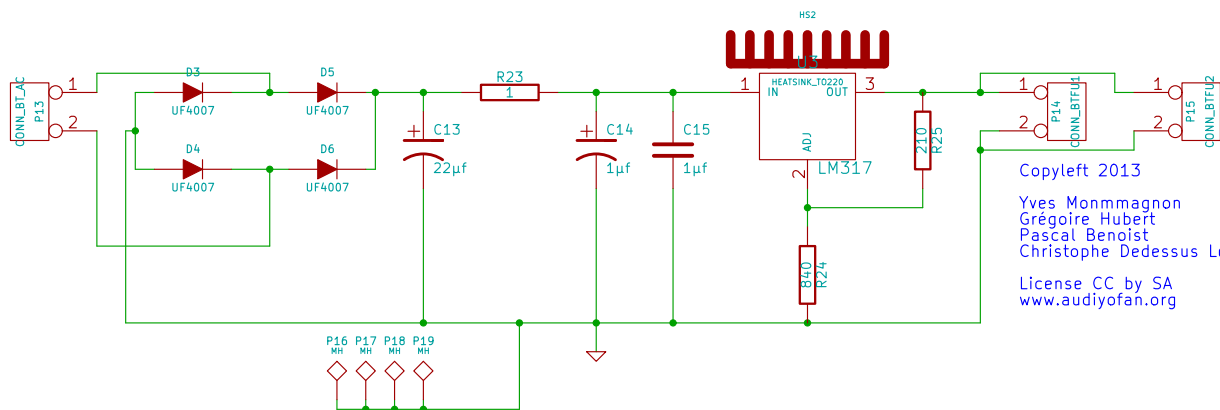 HS2
U3
HEATSINK_TO220
1
IN
OUT
3
ADJ
2
LM317
CONN_BT_AC
P13
1
2
D3
UF4007
D5
UF4007
D4
UF4007
D6
UF4007
R23
1
+
C13
22µf
+
C14
1µf
C15
1µf
210
R25
840
R24
1
2
P14
CONN_BTFU1
1
2
P15
CONN_BTFU2
P16
MH
P17
MH
P18
MH
P19
MH
Copyleft 2013
Yves Monmmagnon
Grégoire Hubert
Pascal Benoist
Christophe Dedessus L
License CC by SA
www.audiyofan.org